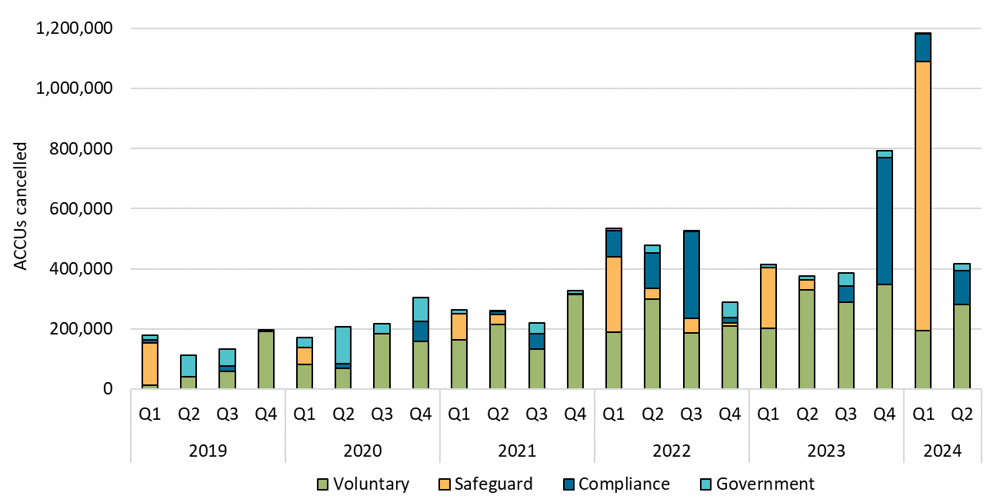 1,200,000
1,000,000
800,000
600,000
400,000
200,000
0
ACCUs cancelled
Q1 Q2 Q3 Q4 Q1 Q2 Q3 Q4 Q1 Q2 Q3 Q4 Q1 Q2 Q3 Q4 Q1 Q2 Q3 Q4 Q1 Q2
2019 2020 2021 2022 2023 2024
Voluntary Safeguard Compliance Government